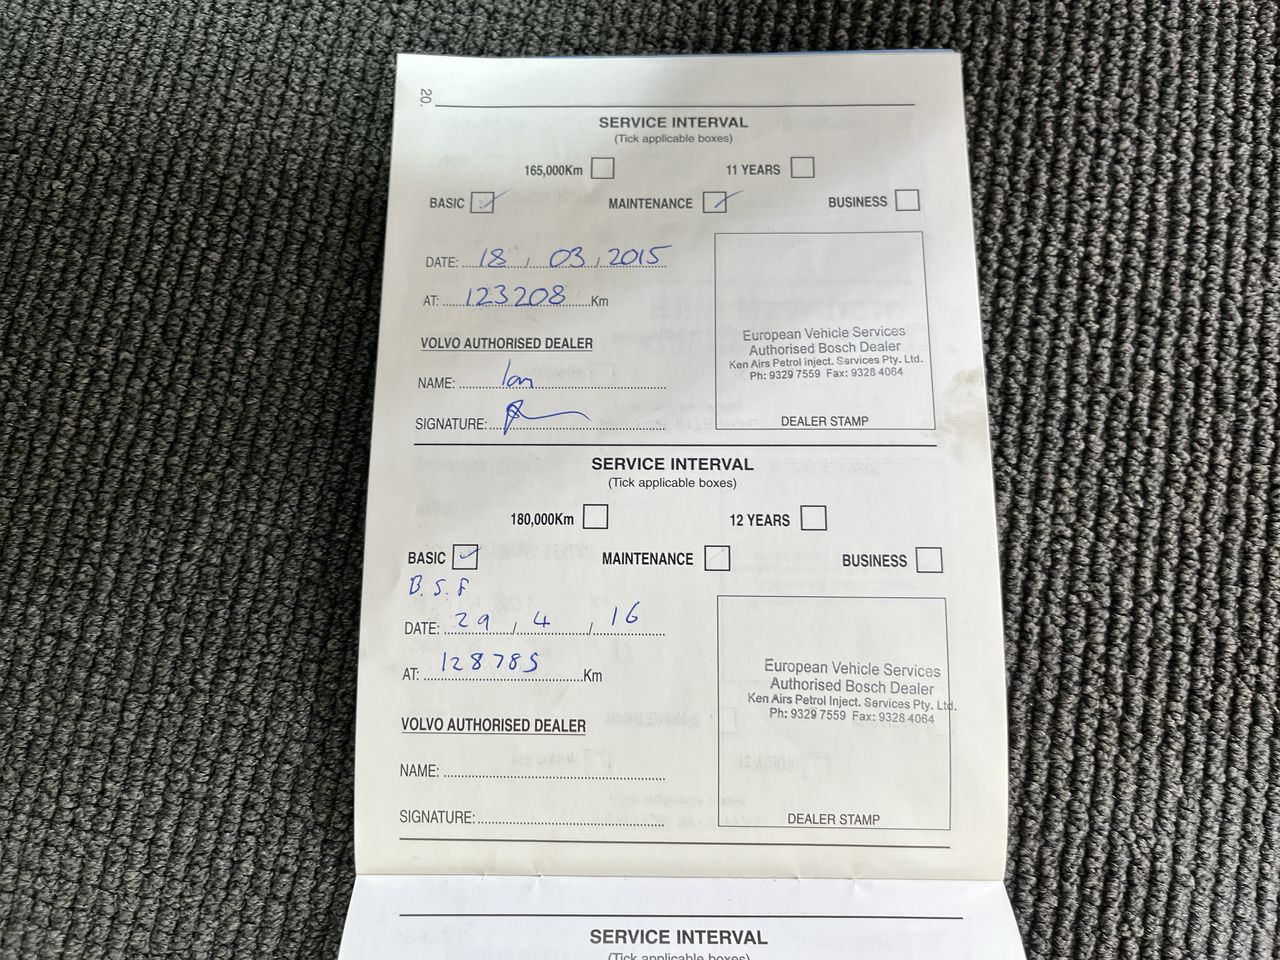 20.
SERVICE INTERVAL
(Tick applicable boxes)
165,000Km 11 YEARS
BASIC MAINTENANCE BUSINESS
DATE: 18 / 03 / 2015
AT: 123208 Km
VOLVO AUTHORISED DEALER
NAME: Ian
SIGNATURE:
European Vehicle Services
Authorised Bosch Dealer
Ken Airs Petrol Inject. Services Pty. Ltd.
Ph: 9329 7559 Fax: 9328 4064
DEALER STAMP
SERVICE INTERVAL
(Tick applicable boxes)
180,000Km 12 YEARS
BASIC MAINTENANCE BUSINESS
B.S.F
DATE: 29 / 4 / 16
AT: 128785 Km
VOLVO AUTHORISED DEALER
NAME:
SIGNATURE:
European Vehicle Services
Authorised Bosch Dealer
Ken Airs Petrol Inject. Services Pty. Ltd.
Ph: 9329 7559 Fax: 9328 4064
DEALER STAMP
SERVICE INTERVAL
(Tick applicable boxes)